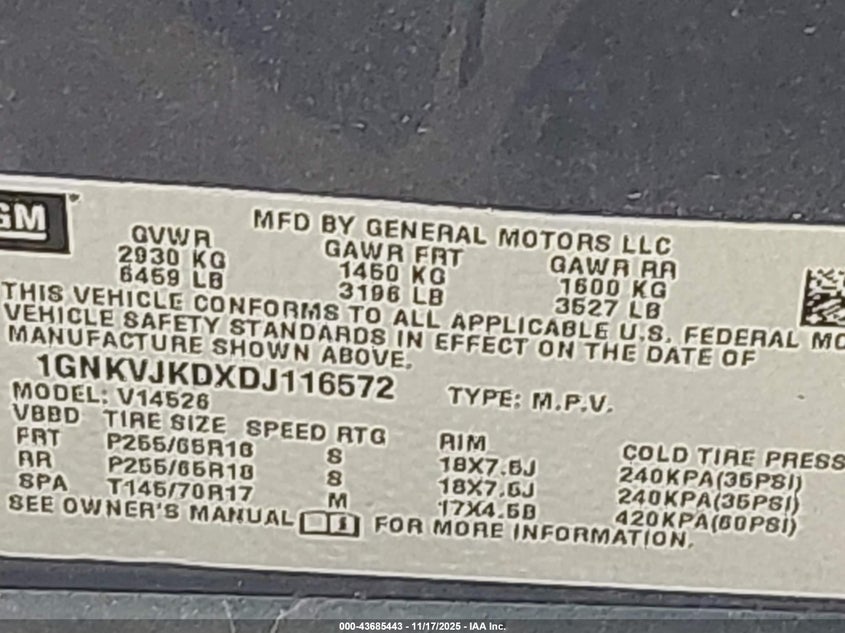 GM
MFD BY GENERAL MOTORS LLC
GVWR GAWR FRT GAWR RR
2930 KG 1450 KG 1600 KG
6459 LB 3196 LB 3527 LB
THIS VEHICLE CONFORMS TO ALL APPLICABLE U.S. FEDERAL MO
VEHICLE SAFETY STANDARDS IN EFFECT ON THE DATE OF
MANUFACTURE SHOWN ABOVE.
1GNKVJKDXDJ116572
MODEL: V14526 TYPE: M.P.V.
VBBD TIRE SIZE SPEED RTG RIM COLD TIRE PRESS
FRT P255/65R18 S 18X7.5J 240KPA(35PSI)
RR P255/65R18 S 18X7.5J 240KPA(35PSI)
SPA T145/70R17 M 17X4.5B 420KPA(60PSI)
SEE OWNER'S MANUAL FOR MORE INFORMATION.
000-43685443 - 11/17/2025 - IAA Inc.